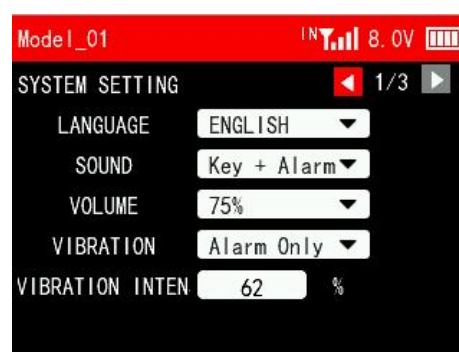 Model_01 IN 8.0V
SYSTEM SETTING 1/3
LANGUAGE ENGLISH
SOUND Key + Alarm
VOLUME 75%
VIBRATION Alarm Only
VIBRATION INTEN 62 %